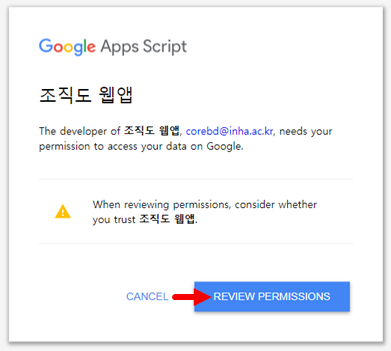 Google Apps Script
조직도 웹앱
The developer of 조직도 웹앱, corebd@inha.ac.kr, needs your
permission to access your data on Google.
When reviewing permissions, consider whether
you trust 조직도 웹앱.
CANCEL
REVIEW PERMISSIONS